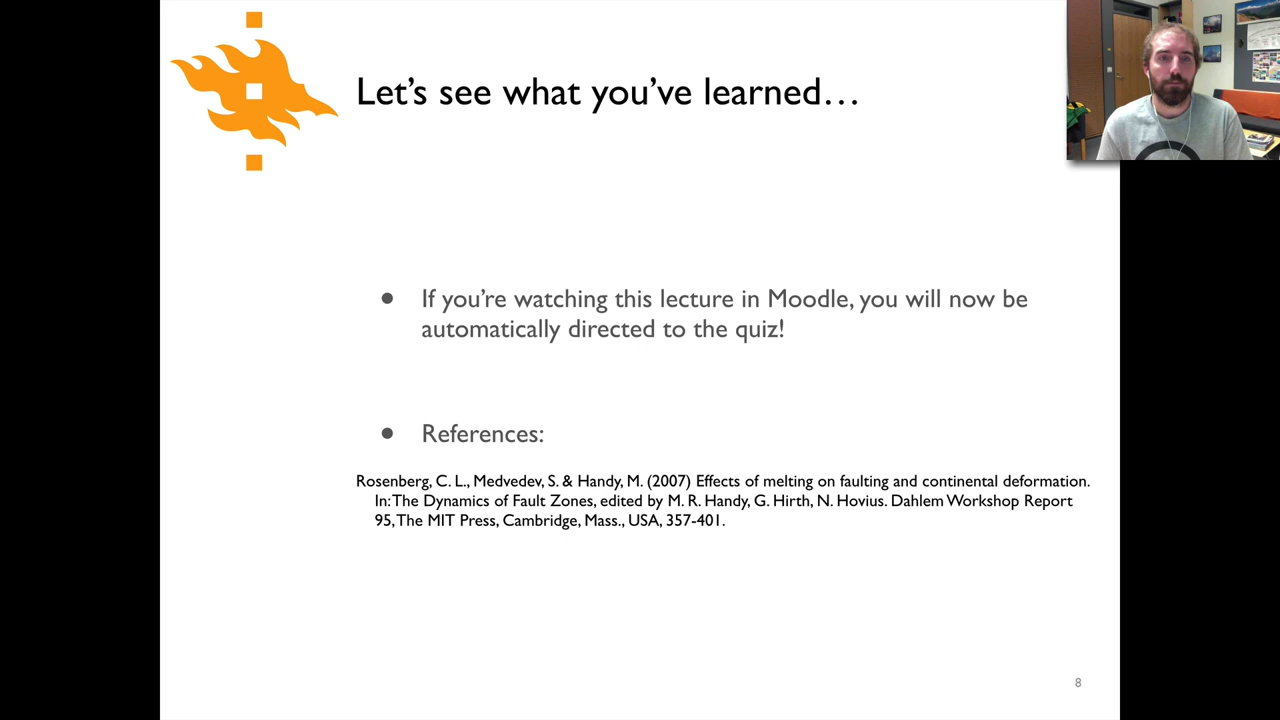 Let's see what you've learned…
● If you're watching this lecture in Moodle, you will now be
automatically directed to the quiz!
● References:
Rosenberg, C. L., Medvedev, S. & Handy, M. (2007) Effects of melting on faulting and continental deformation.
In: The Dynamics of Fault Zones, edited by M. R. Handy, G. Hirth, N. Hovius. Dahlem Workshop Report
95, The MIT Press, Cambridge, Mass., USA, 357-401.
8